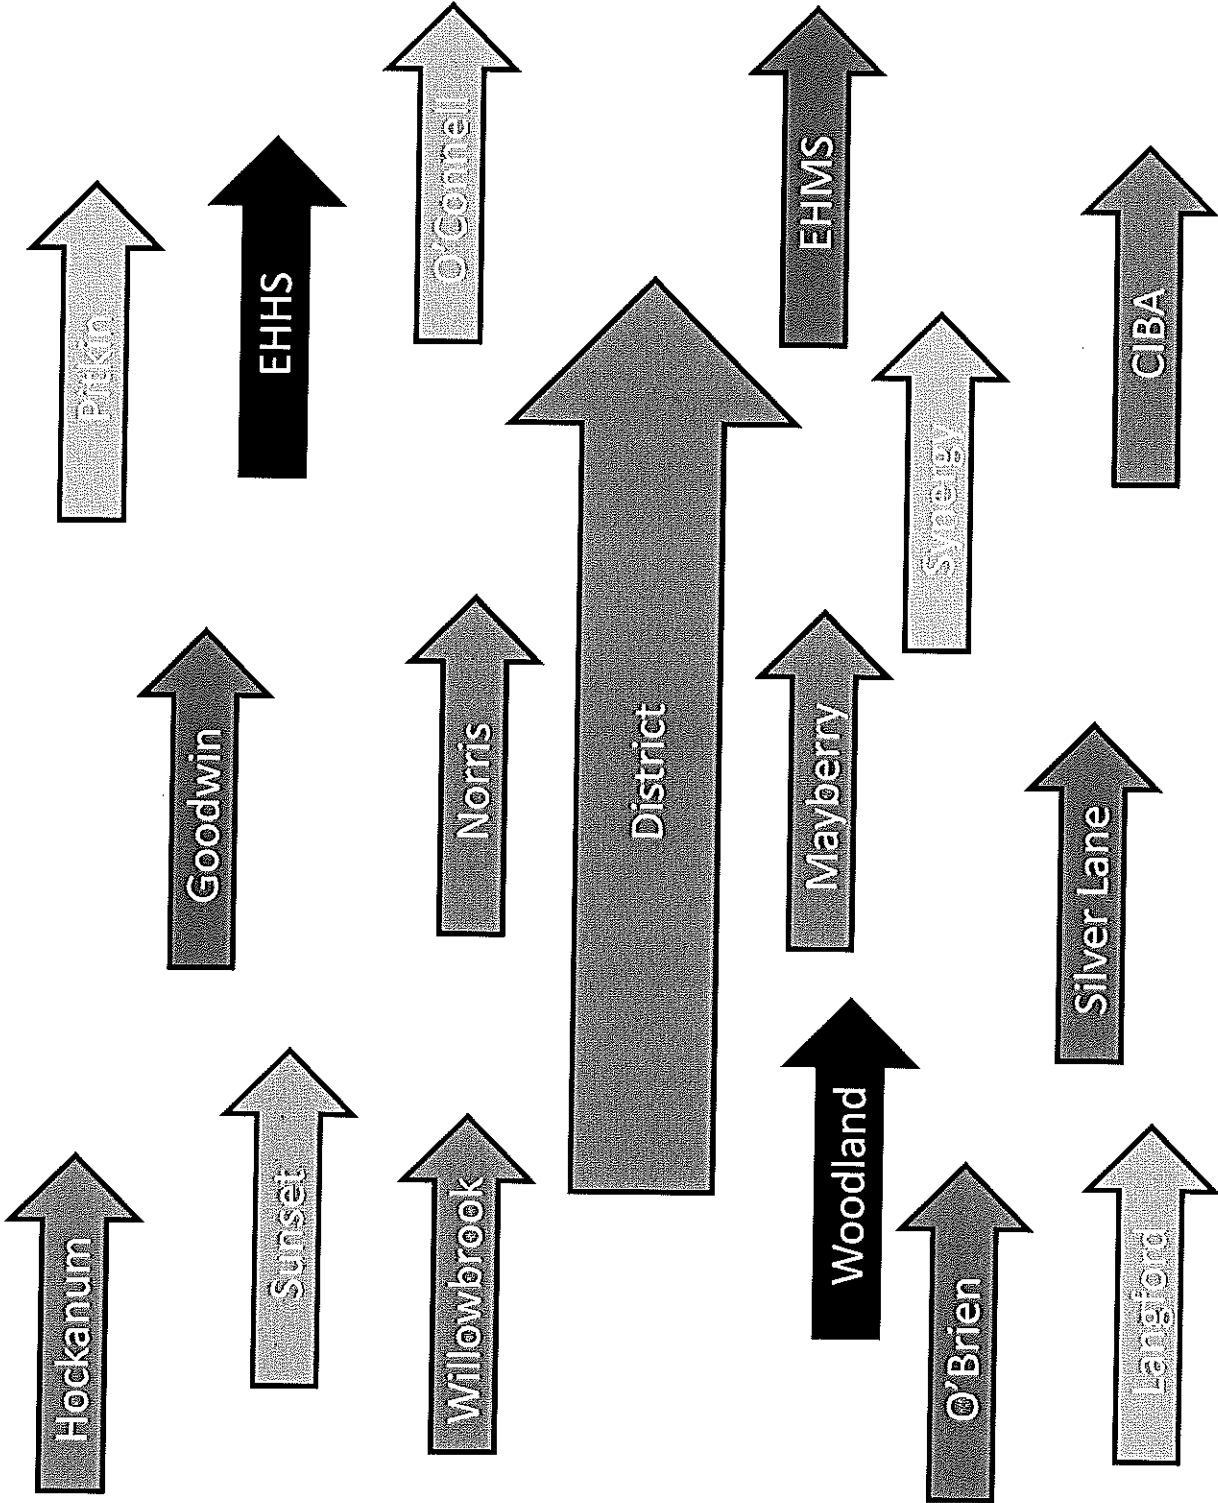 Pitkin
EHHS
O'Connell
EHMS
CIBA
Synergy
Goodwin
Norris
District
Mayberry
Silver Lane
Hockanum
Sunset
Willowbrook
Woodland
O'Brien
Langford